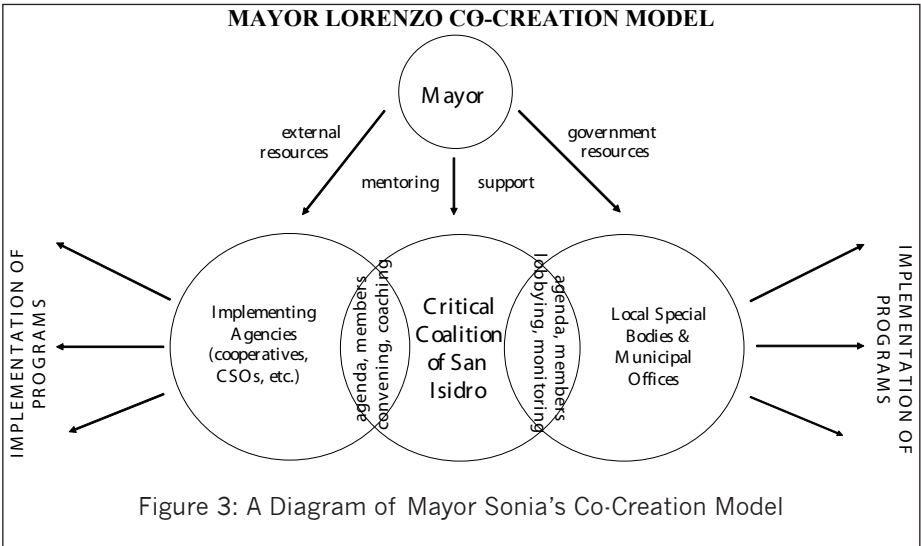 MAYOR LORENZO CO-CREATION MODEL
Mayor
external
resources
government
resources
mentoring
support
IMPLEMENTATION OF
PROGRAMS
Implementing
Agencies
(cooperatives,
CSOs, etc.)
agenda, members
convening, coaching
Critical
Coalition
of San
Isidro
lobbying, monitoring
agenda, members
Local Special
Bodies &
Municipal
Offices
IMPLEMENTATION OF
PROGRAMS
Figure 3: A Diagram of Mayor Sonia's Co-Creation Model